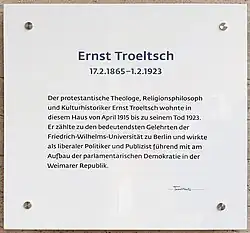 Ernst Troeltsch
17.2.1865–1.2.1923
Der protestantische Theologe, Religionsphilosoph
und Kulturhistoriker Ernst Troeltsch wohnte in
diesem Haus von April 1915 bis zu seinem Tod 1923.
Er zählte zu den bedeutendsten Gelehrten der
Friedrich-Wilhelms-Universität zu Berlin und wirkte
als liberaler Politiker und Publizist führend mit am
Aufbau der parlamentarischen Demokratie in der
Weimarer Republik.